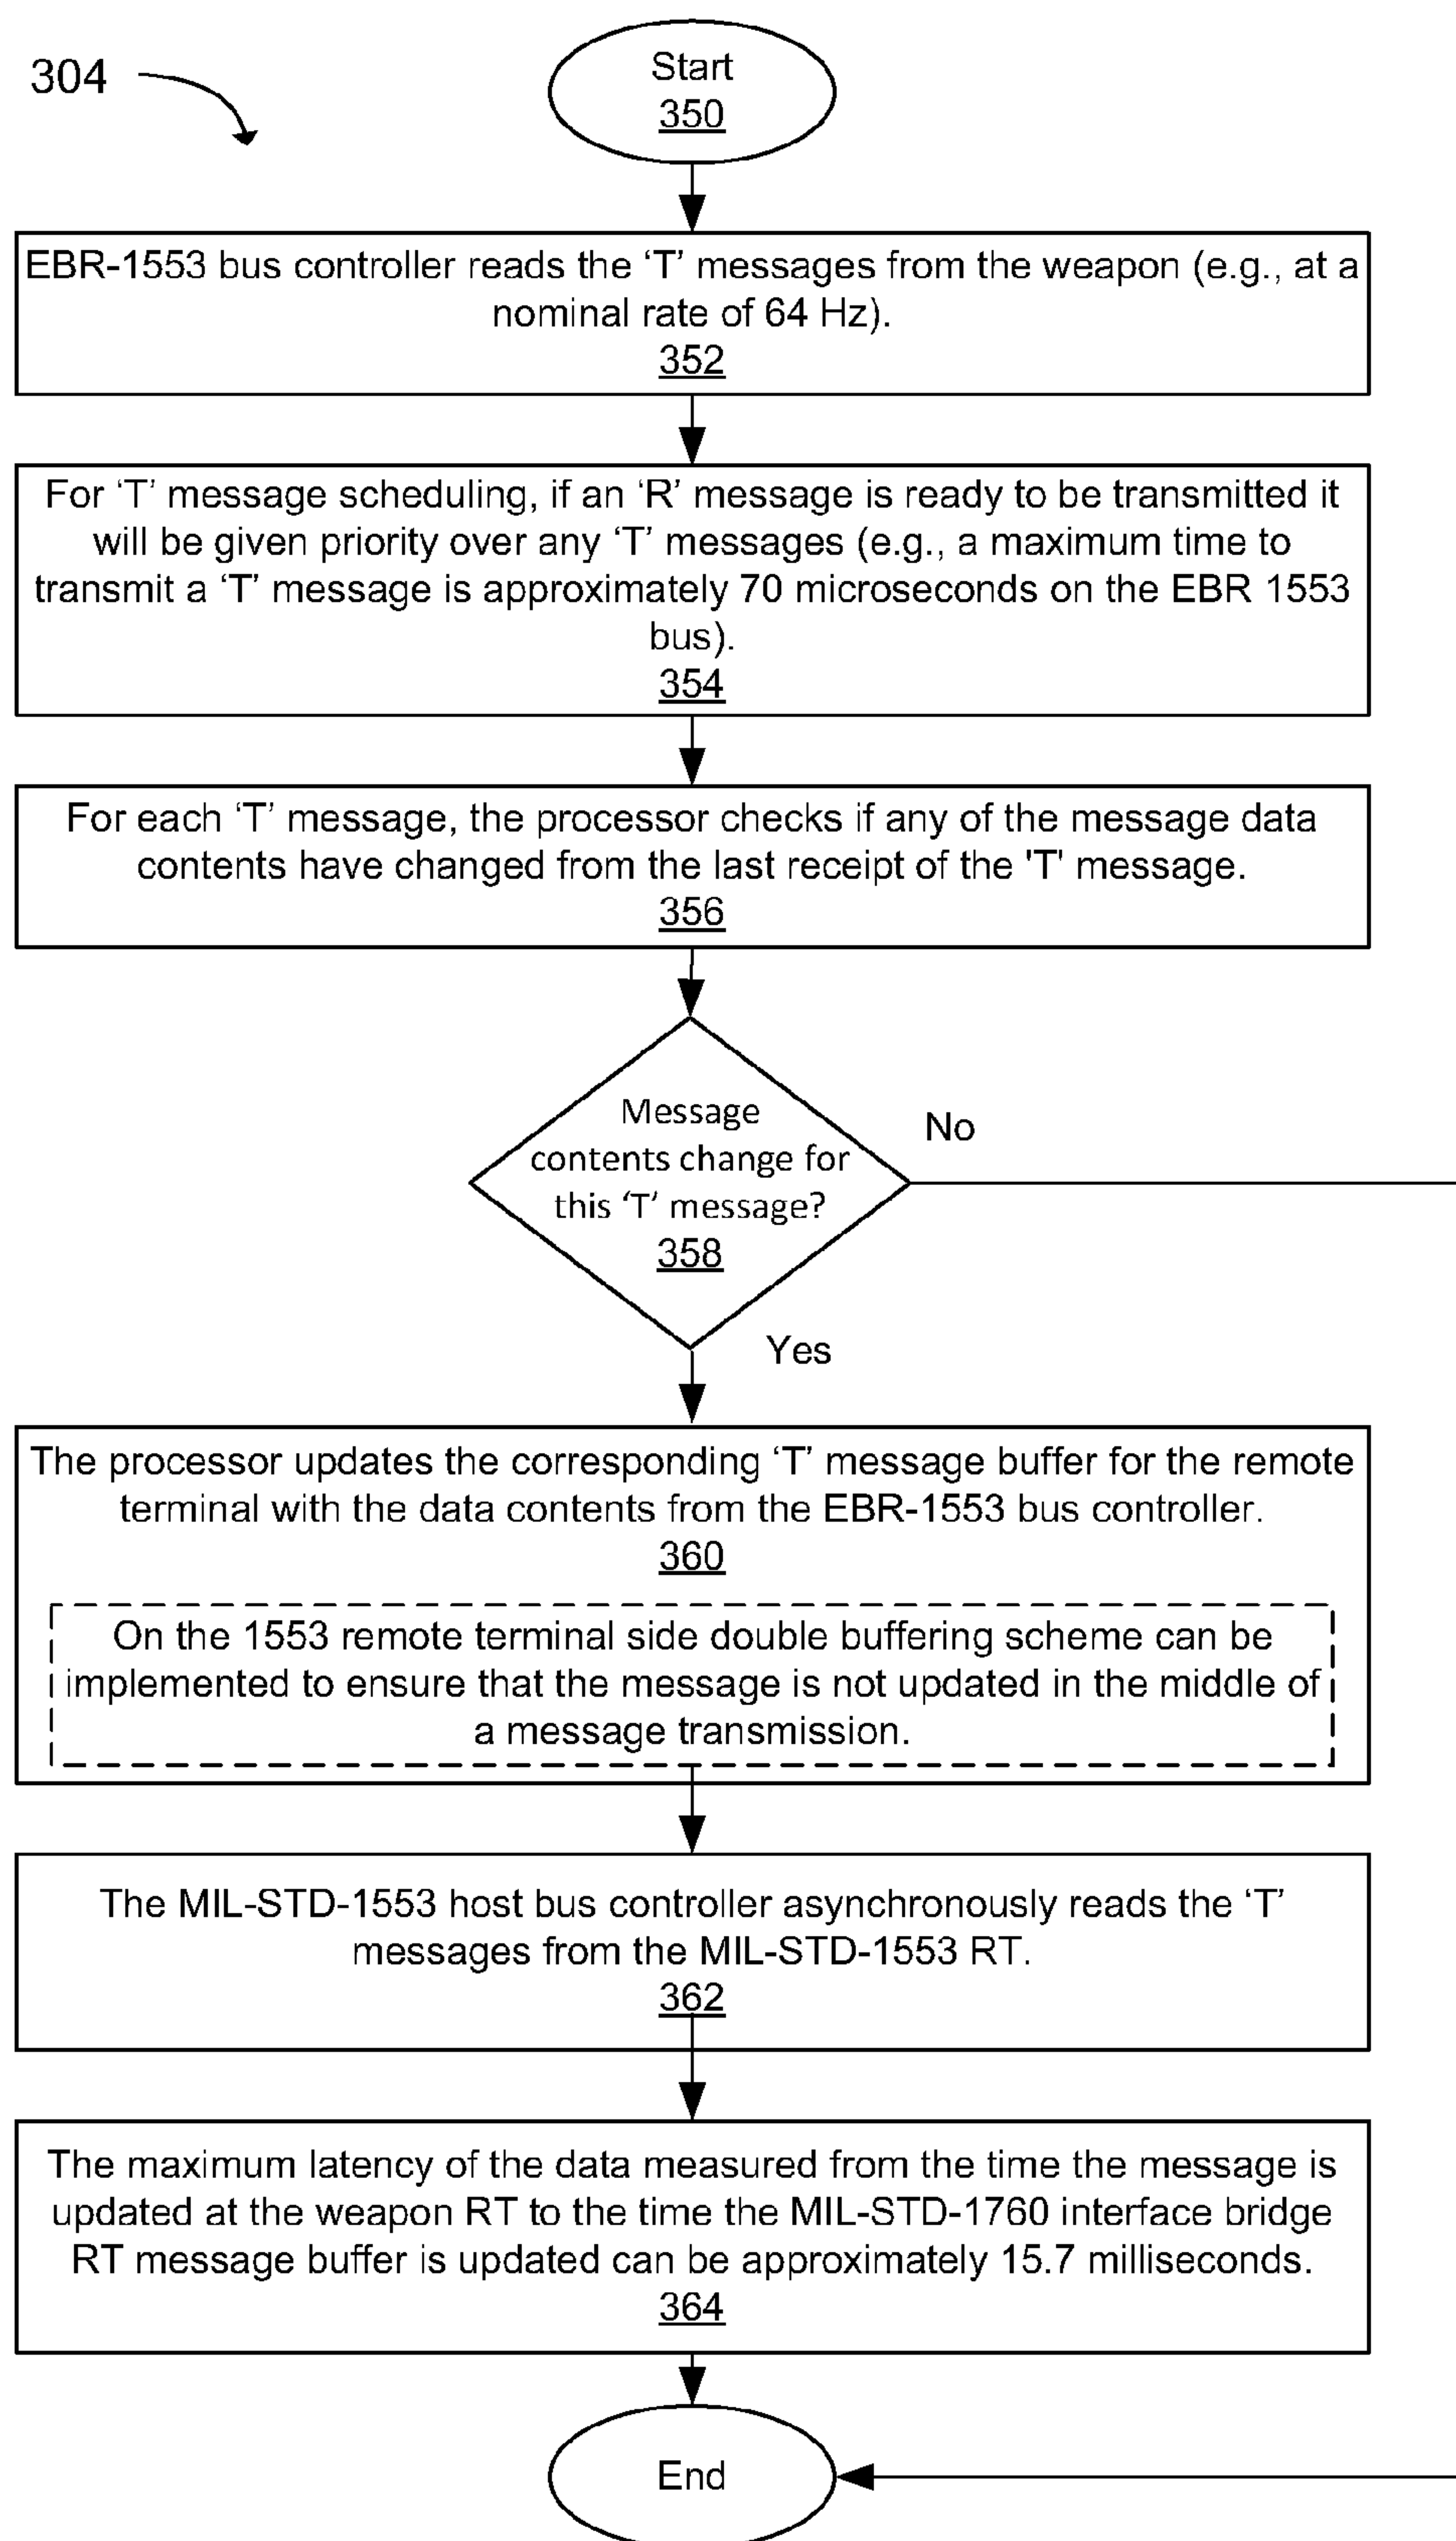 304
Start
350
EBR-1553 bus controller reads the ‘T’ messages from the weapon (e.g., at a
nominal rate of 64 Hz).
352
For ‘T’ message scheduling, if an ‘R’ message is ready to be transmitted it
will be given priority over any ‘T’ messages (e.g., a maximum time to
transmit a ‘T’ message is approximately 70 microseconds on the EBR 1553
bus).
354
For each ‘T’ message, the processor checks if any of the message data
contents have changed from the last receipt of the 'T' message.
356
Message
contents change for
this ‘T’ message?
358
No
Yes
The processor updates the corresponding ‘T’ message buffer for the remote
terminal with the data contents from the EBR-1553 bus controller.
360
On the 1553 remote terminal side double buffering scheme can be
implemented to ensure that the message is not updated in the middle of
a message transmission.
The MIL-STD-1553 host bus controller asynchronously reads the ‘T’
messages from the MIL-STD-1553 RT.
362
The maximum latency of the data measured from the time the message is
updated at the weapon RT to the time the MIL-STD-1760 interface bridge
RT message buffer is updated can be approximately 15.7 milliseconds.
364
End